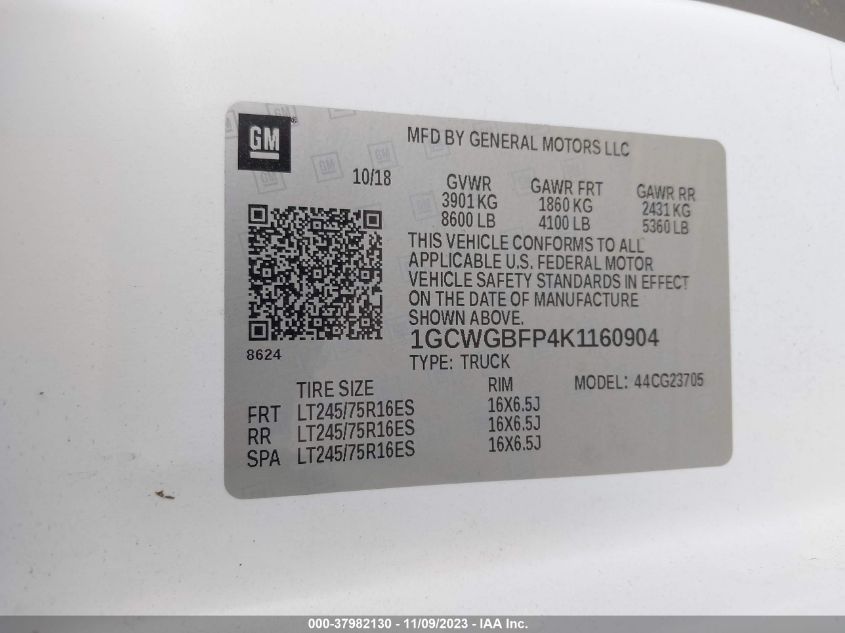 GM
MFD BY GENERAL MOTORS LLC
10/18
GVWR GAWR FRT GAWR RR
3901 KG 1860 KG 2431 KG
8600 LB 4100 LB 5360 LB
THIS VEHICLE CONFORMS TO ALL
APPLICABLE U.S. FEDERAL MOTOR
VEHICLE SAFETY STANDARDS IN EFFECT
ON THE DATE OF MANUFACTURE
SHOWN ABOVE.
8624
1GCWGBFP4K1160904
TYPE: TRUCK
TIRE SIZE RIM MODEL: 44CG23705
FRT LT245/75R16ES 16X6.5J
RR LT245/75R16ES 16X6.5J
SPA LT245/75R16ES 16X6.5J
000-37982130 - 11/09/2023 - IAA Inc.